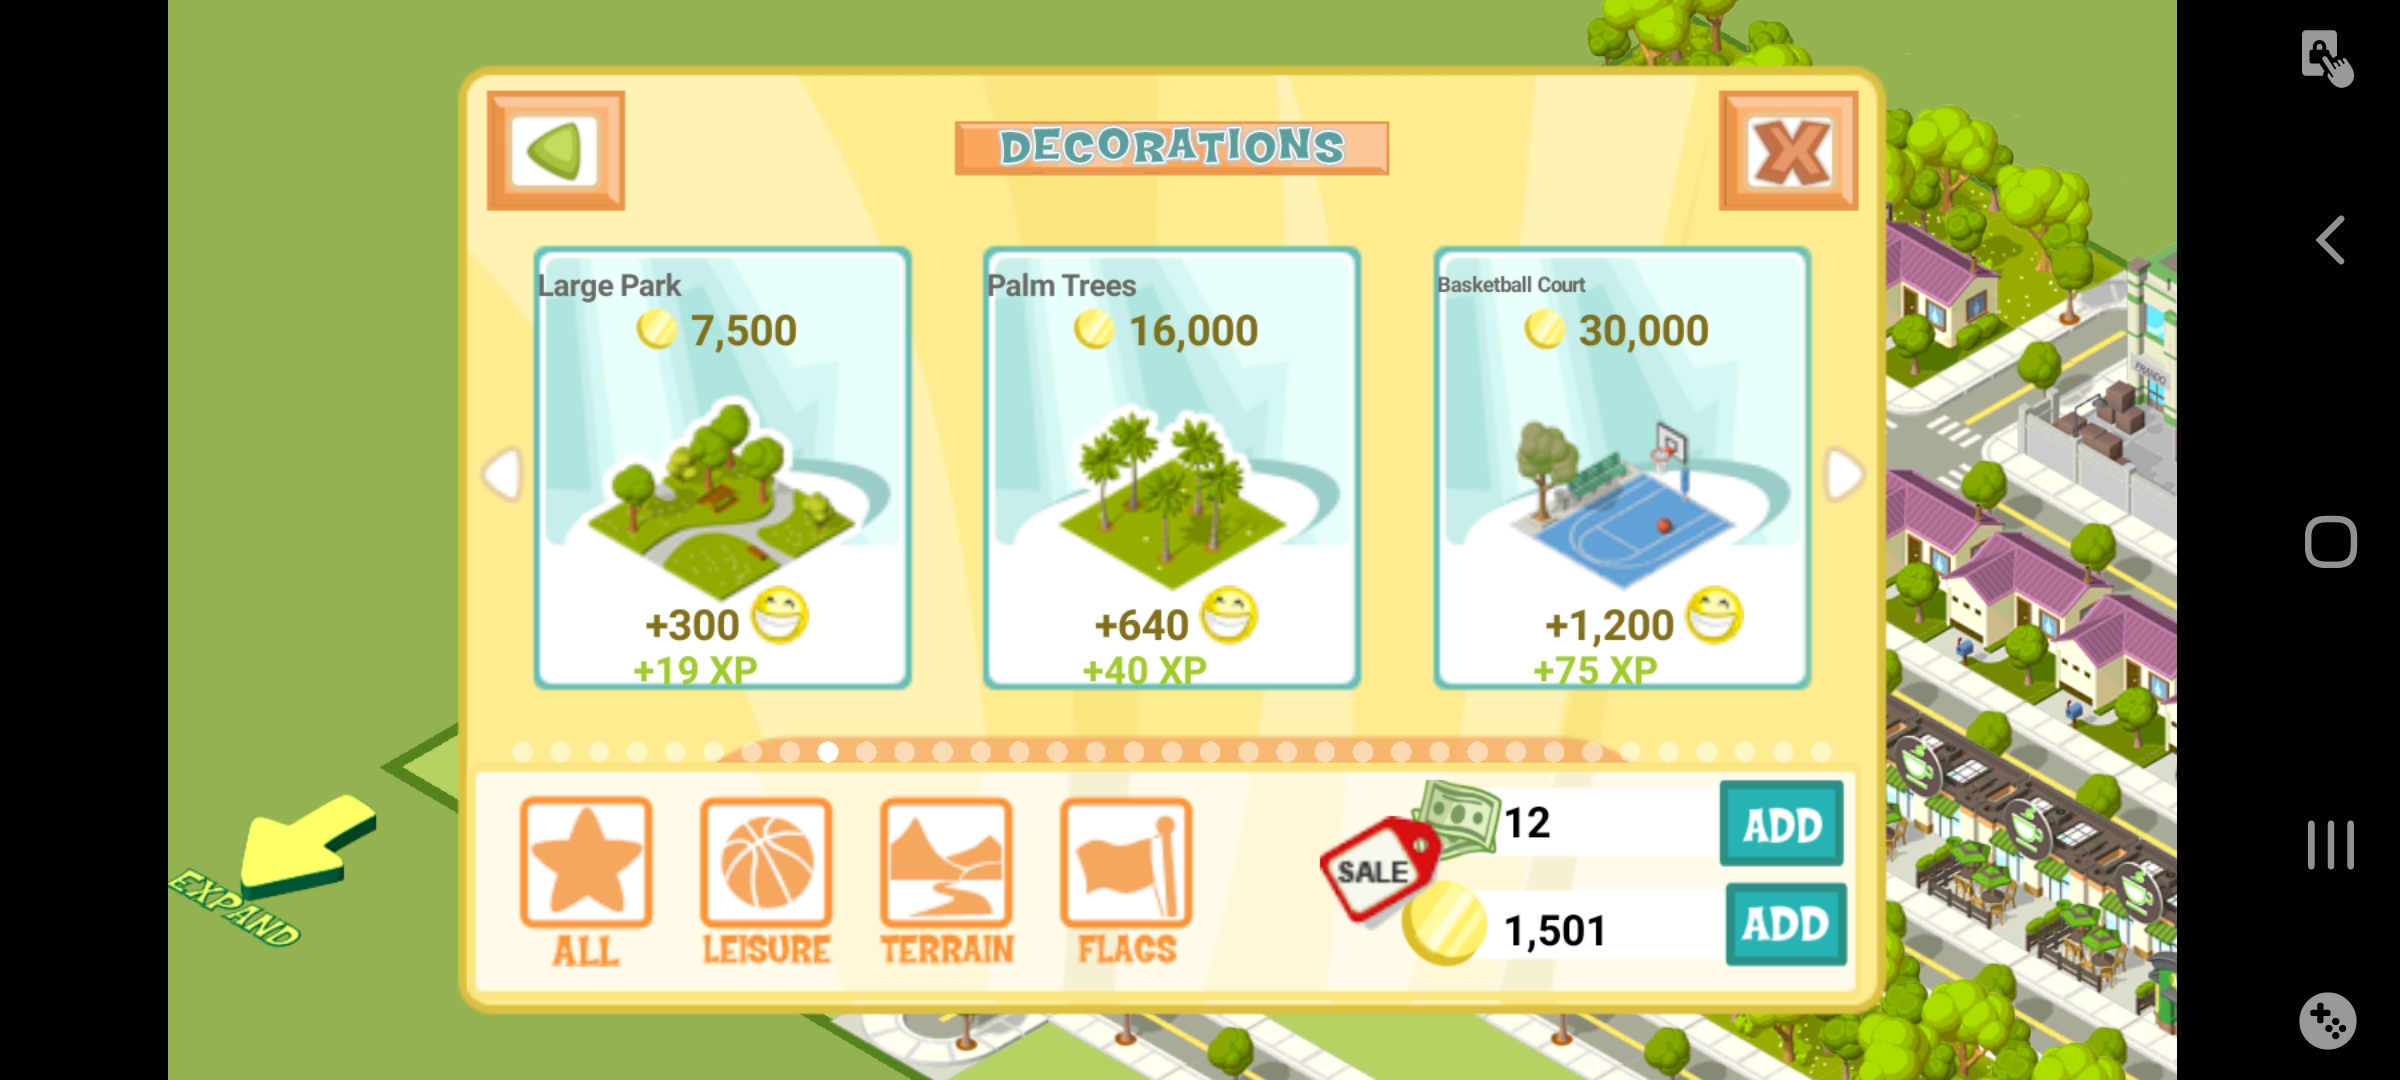 DECORATIONS
Large Park
7,500
+300
+19 XP
Palm Trees
16,000
+640
+40 XP
Basketball Court
30,000
+1,200
+75 XP
ALL
LEISURE
TERRAIN
FLAGS
SALE
12
ADD
1,501
ADD
EXPAND